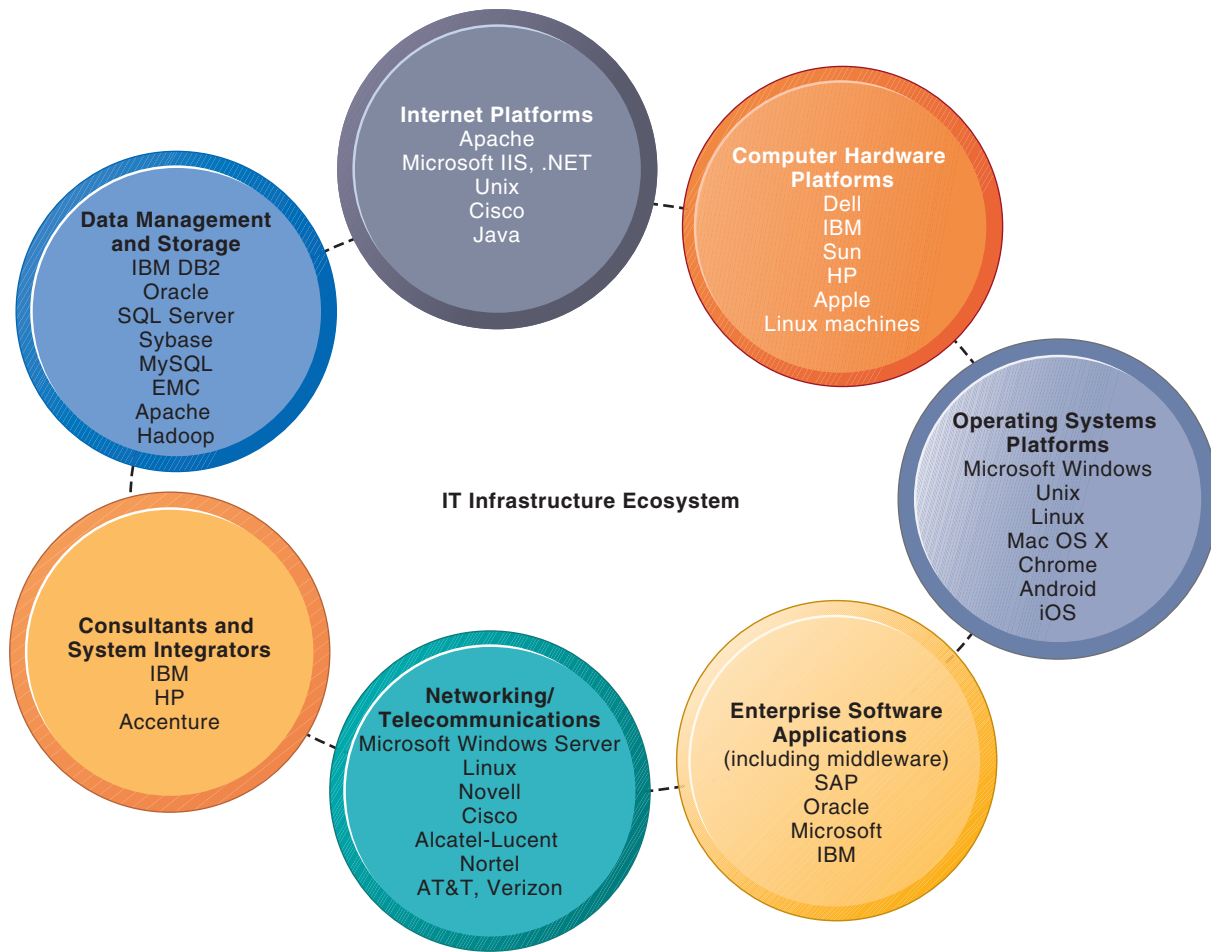 Internet Platforms
Apache
Microsoft IIS, .NET
Unix
Cisco
Java
Computer Hardware
Platforms
Dell
IBM
Sun
HP
Apple
Linux machines
Data Management
and Storage
IBM DB2
Oracle
SQL Server
Sybase
MySQL
EMC
Apache
Hadoop
Operating Systems
Platforms
Microsoft Windows
Unix
Linux
Mac OS X
Chrome
Android
iOS
IT Infrastructure Ecosystem
Consultants and
System Integrators
IBM
HP
Accenture
Networking/
Telecommunications
Microsoft Windows Server
Linux
Novell
Cisco
Alcatel-Lucent
Nortel
AT&T, Verizon
Enterprise Software
Applications
(including middleware)
SAP
Oracle
Microsoft
IBM